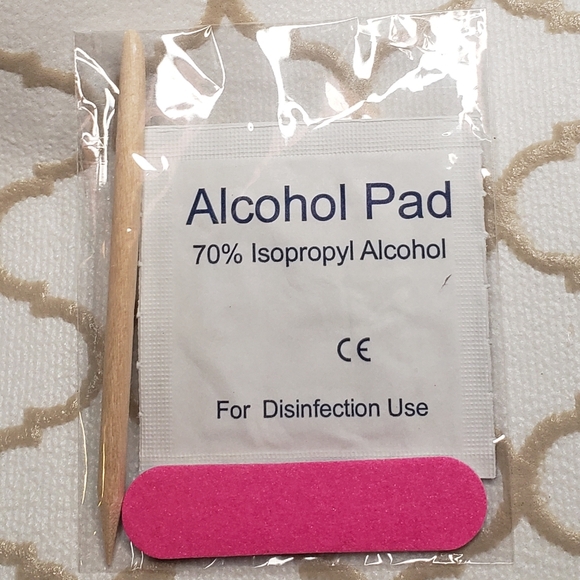 Alcohol Pad
70% Isopropyl Alcohol
CE
For Disinfection Use